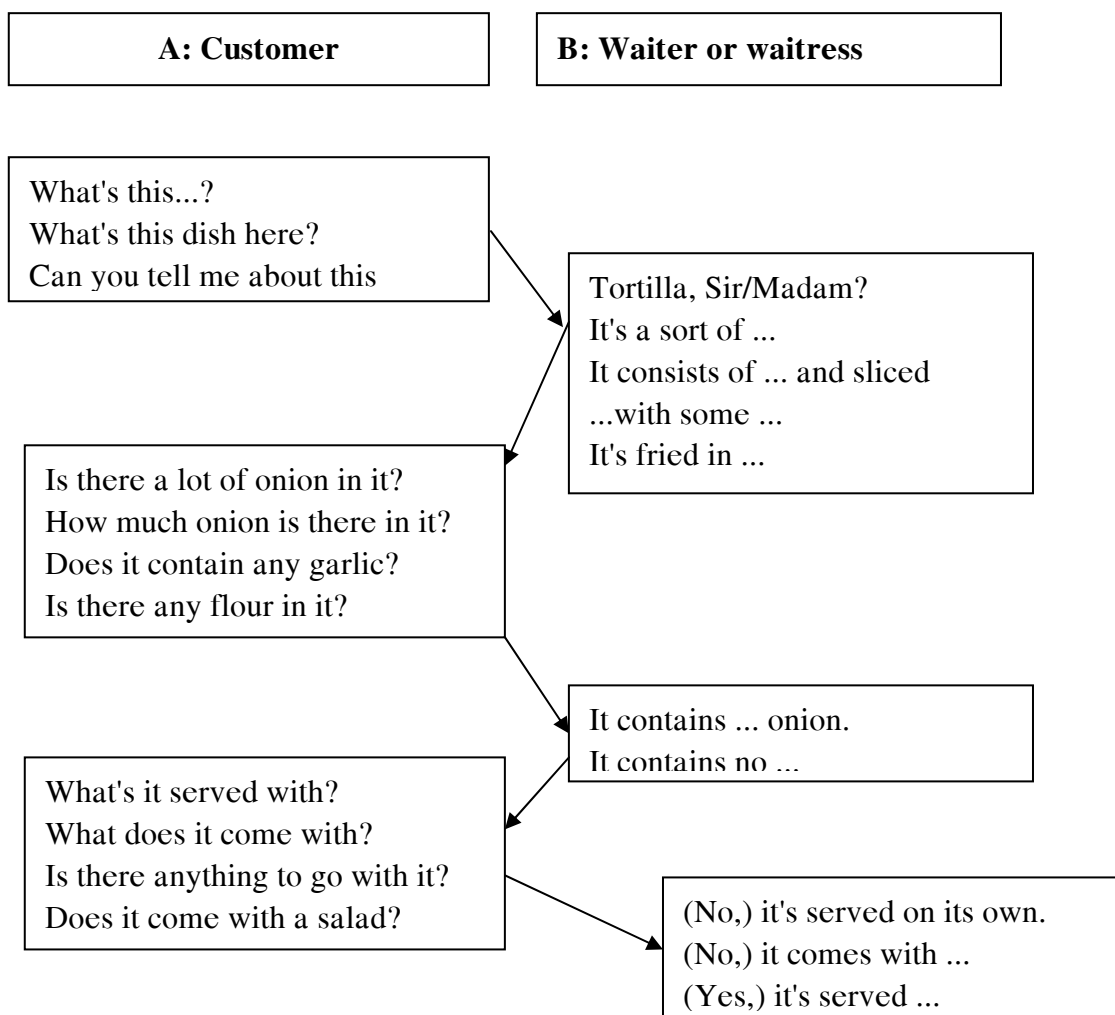 A: Customer
B: Waiter or waitress
What's this...?
What's this dish here?
Can you tell me about this
Tortilla, Sir/Madam?
It's a sort of ...
It consists of ... and sliced
...with some ...
It's fried in ...
Is there a lot of onion in it?
How much onion is there in it?
Does it contain any garlic?
Is there any flour in it?
It contains ... onion.
It contains no ...
What's it served with?
What does it come with?
Is there anything to go with it?
Does it come with a salad?
(No,) it's served on its own.
(No,) it comes with ...
(Yes,) it's served ...